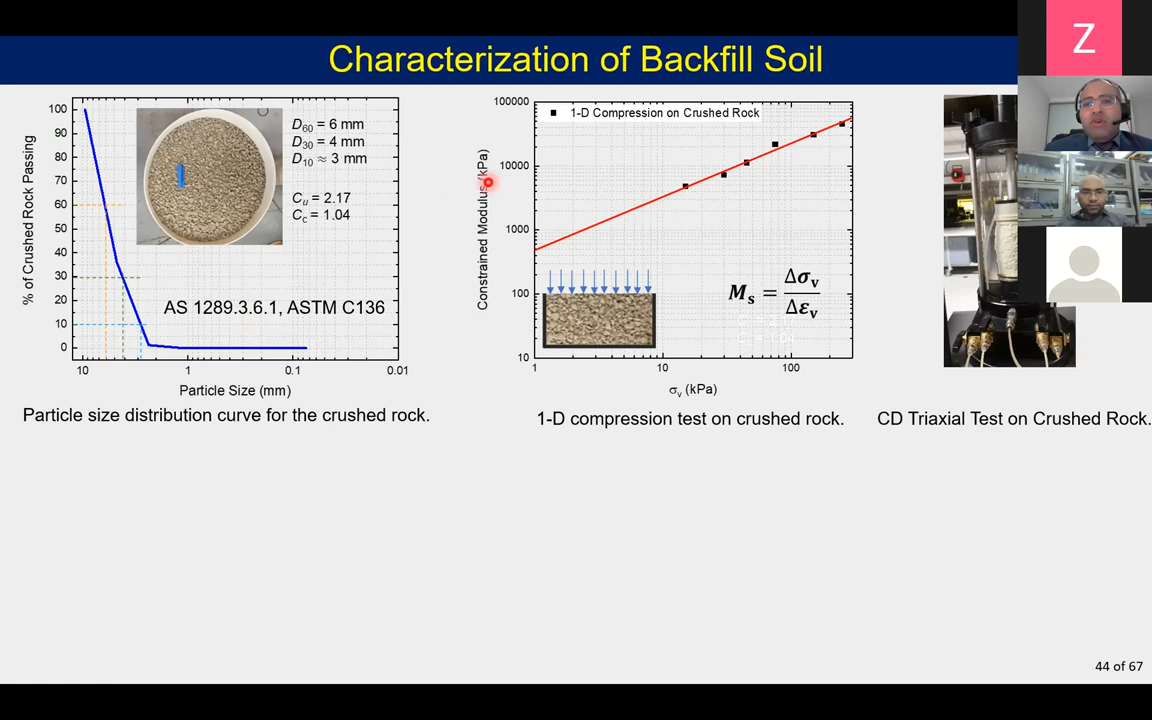 Characterization of Backfill Soil
Z
100
90
80
70
60
50
40
30
20
10
0
% of Crushed Rock Passing
D60 = 6 mm
D30 = 4 mm
D10 ≈ 3 mm
Cu = 2.17
Cc = 1.04
AS 1289.3.6.1, ASTM C136
10
1
0.1
0.01
Particle Size (mm)
Particle size distribution curve for the crushed rock.
100000
10000
1000
100
10
Constrained Modulus (kPa)
1-D Compression on Crushed Rock
Ms = Δσv / Δεv
1
10
100
σv (kPa)
1-D compression test on crushed rock.
CD Triaxial Test on Crushed Rock.
44 of 67